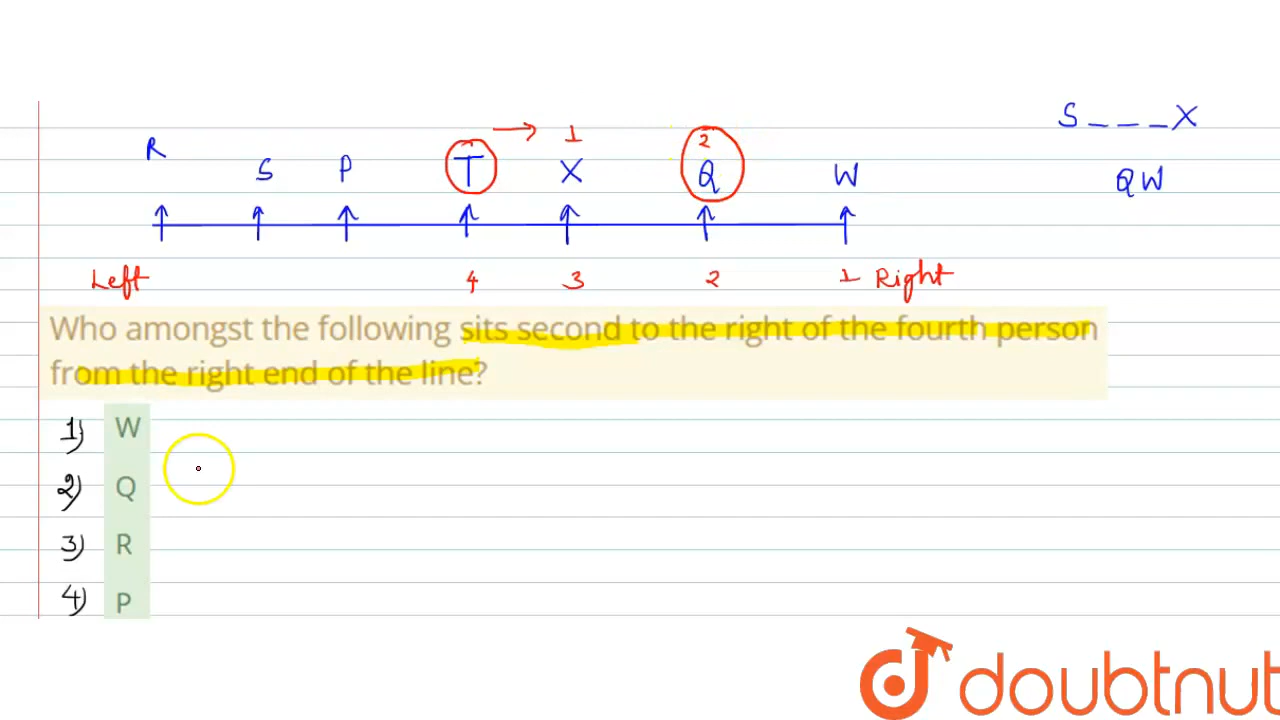 S _ _ _ X
→ 1
R S P T X 2 Q W
QW
Left 4 3 2 1 Right
Who amongst the following sits second to the right of the fourth person
from the right end of the line?
1) W
2) Q
3) R
4) P
doubtnut